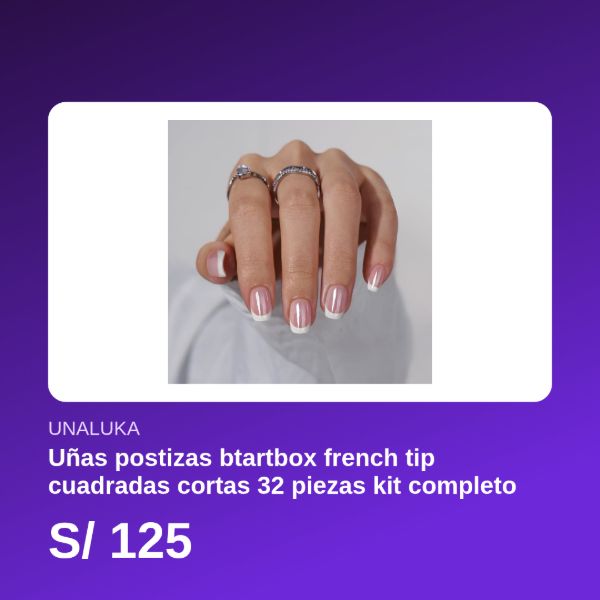 UNALUKA
Uñas postizas btartbox french tip
cuadradas cortas 32 piezas kit completo
S/ 125